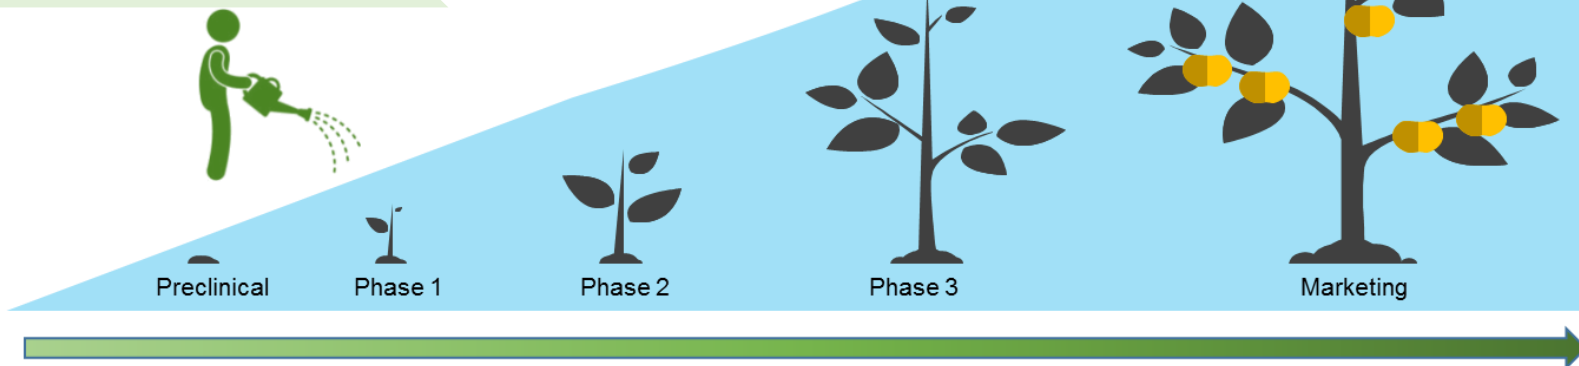 Preclinical
Phase 1
Phase 2
Phase 3
Marketing